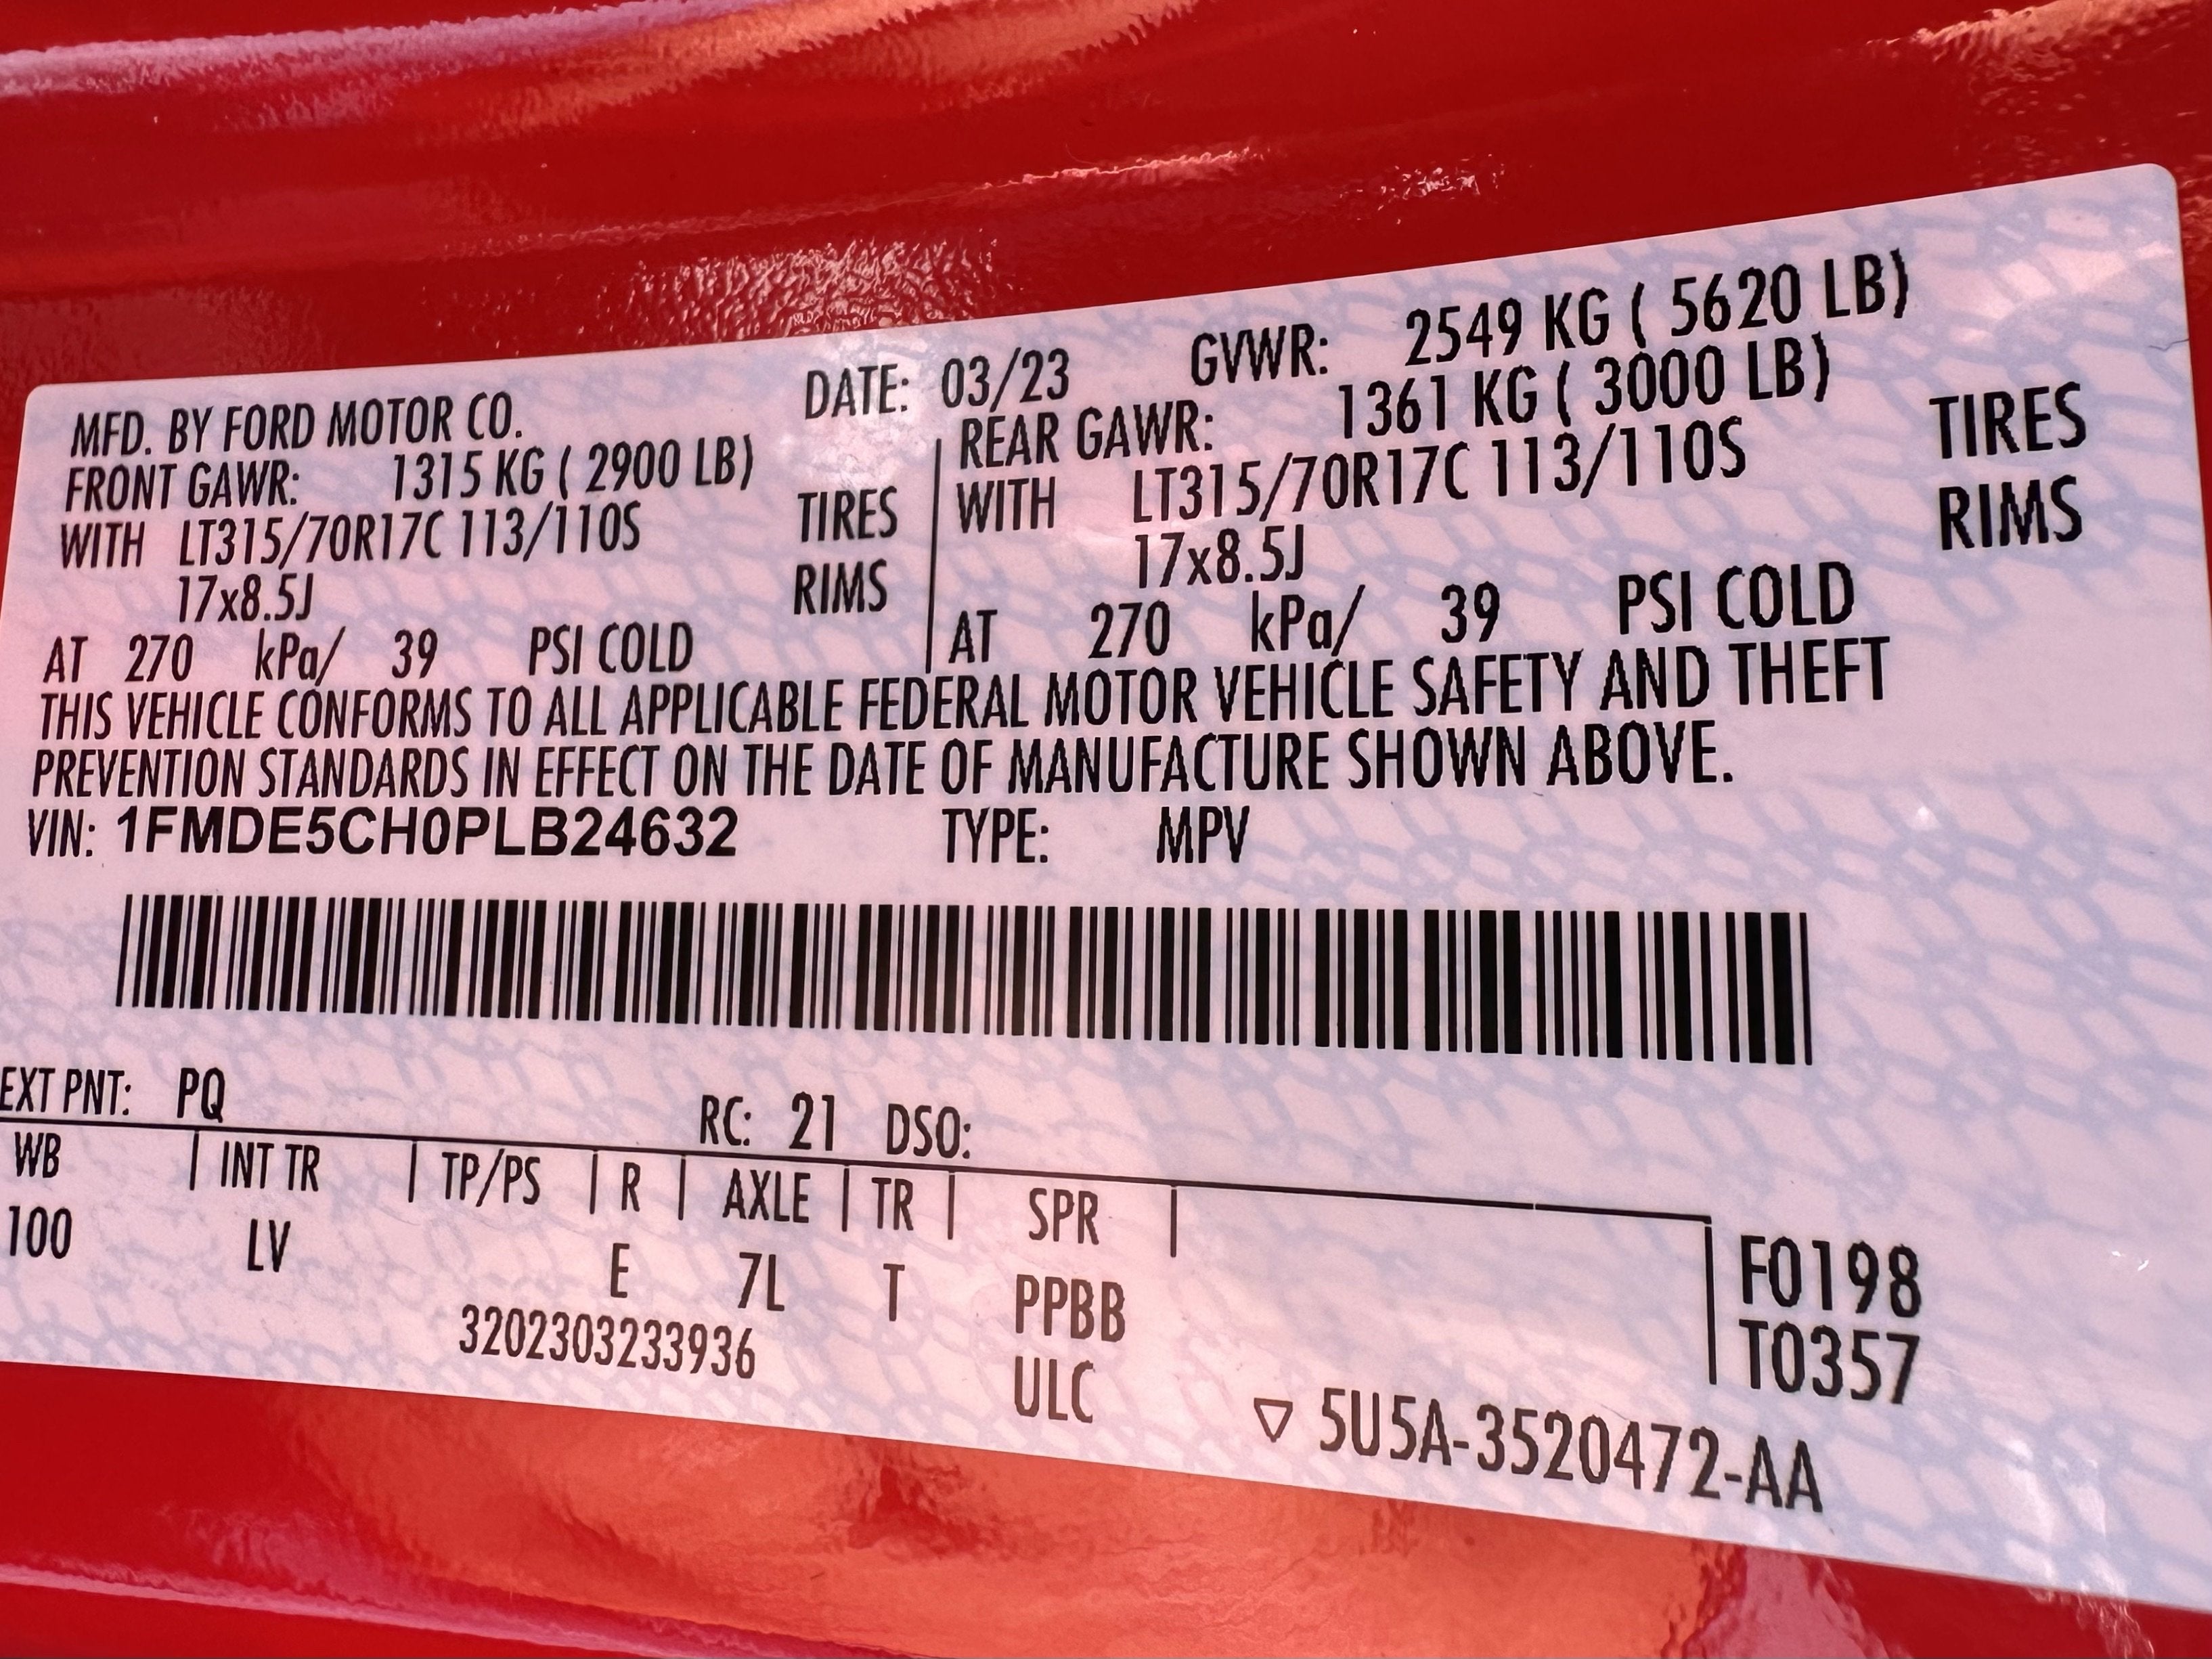 MFD. BY FORD MOTOR CO. DATE: 03/23 GVWR: 2549 KG ( 5620 LB)
FRONT GAWR: 1315 KG ( 2900 LB) REAR GAWR: 1361 KG ( 3000 LB)
WITH LT315/70R17C 113/110S TIRES WITH LT315/70R17C 113/110S TIRES
17x8.5J RIMS 17x8.5J RIMS
AT 270 kPa/ 39 PSI COLD AT 270 kPa/ 39 PSI COLD
THIS VEHICLE CONFORMS TO ALL APPLICABLE FEDERAL MOTOR VEHICLE SAFETY AND THEFT
PREVENTION STANDARDS IN EFFECT ON THE DATE OF MANUFACTURE SHOWN ABOVE.
VIN: 1FMDE5CH0PLB24632 TYPE: MPV
EXT PNT: PQ RC: 21 DSO:
WB INT TR TP/PS R AXLE TR SPR
100 LV E 7L T PPBB F0198
3202303233936 ULC T0357
▽ 5U5A-3520472-AA